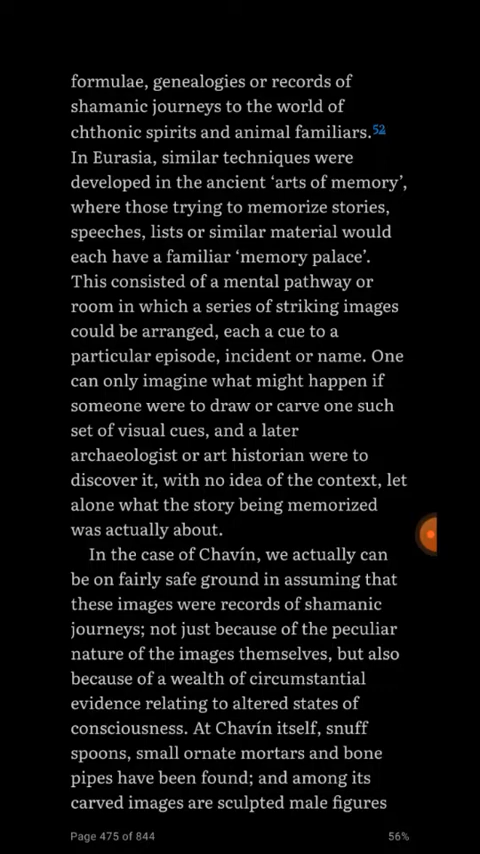 formulae, genealogies or records of
shamanic journeys to the world of
chthonic spirits and animal familiars.52
In Eurasia, similar techniques were
developed in the ancient ‘arts of memory’,
where those trying to memorize stories,
speeches, lists or similar material would
each have a familiar ‘memory palace’.
This consisted of a mental pathway or
room in which a series of striking images
could be arranged, each a cue to a
particular episode, incident or name. One
can only imagine what might happen if
someone were to draw or carve one such
set of visual cues, and a later
archaeologist or art historian were to
discover it, with no idea of the context, let
alone what the story being memorized
was actually about.
In the case of Chavín, we actually can
be on fairly safe ground in assuming that
these images were records of shamanic
journeys; not just because of the peculiar
nature of the images themselves, but also
because of a wealth of circumstantial
evidence relating to altered states of
consciousness. At Chavín itself, snuff
spoons, small ornate mortars and bone
pipes have been found; and among its
carved images are sculpted male figures
Page 475 of 844
56%